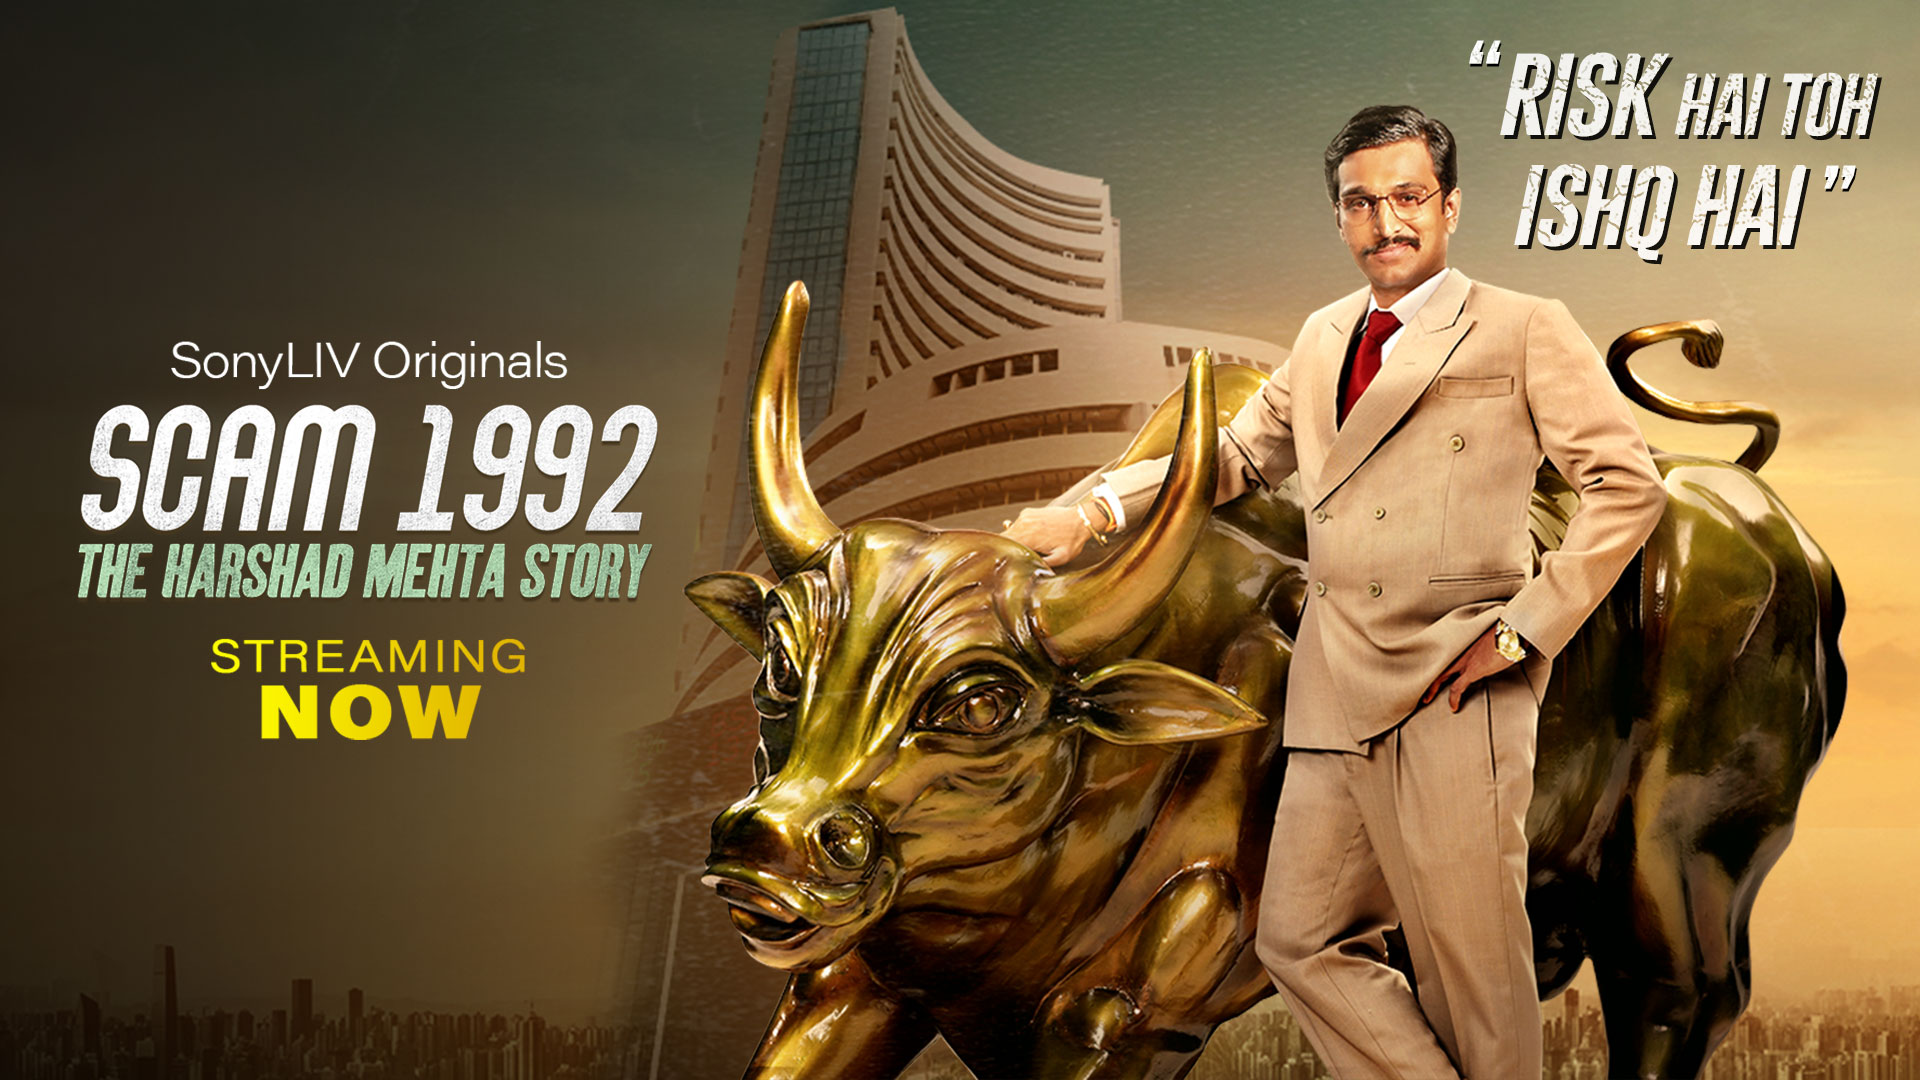 SonyLIV Originals
SCAM 1992
THE HARSHAD MEHTA STORY
STREAMING
NOW
“RISK HAI TOH
ISHQ HAI”